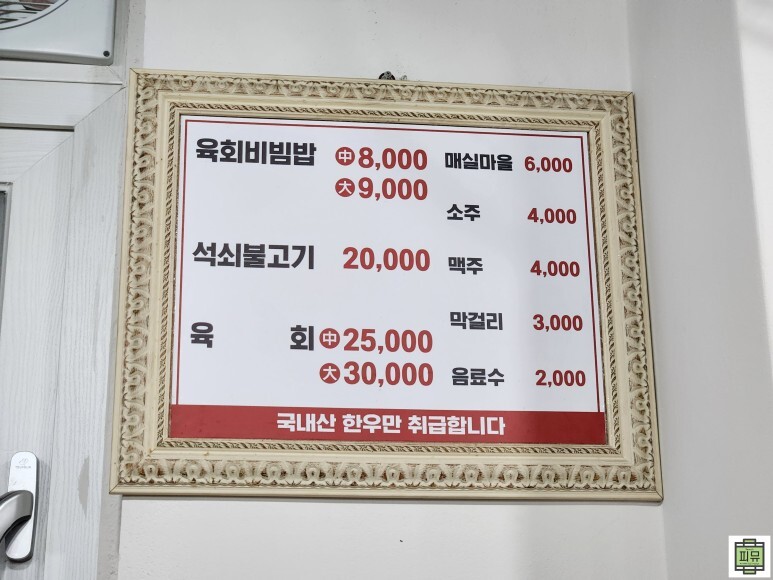 육회비빔밥 中 8,000
大 9,000
석쇠불고기 20,000
육 회 中 25,000
大 30,000
매실마을 6,000
소주 4,000
맥주 4,000
막걸리 3,000
음료수 2,000
국내산 한우만 취급합니다
피뮤